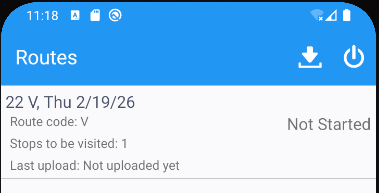 11:18
Routes
22 V, Thu 2/19/26
Route code: V
Not Started
Stops to be visited: 1
Last upload: Not uploaded yet